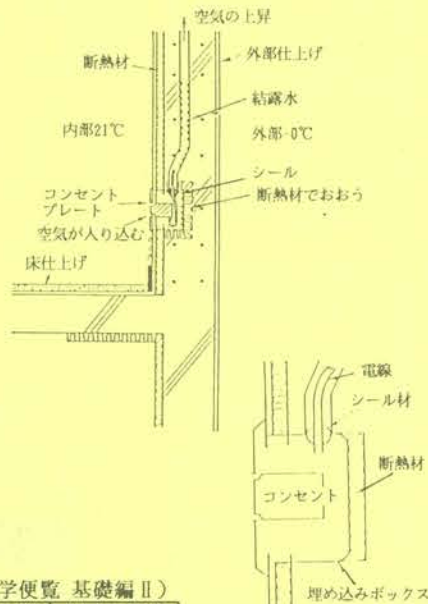 空気の上昇
断熱材
外部仕上げ
結露水
内部21℃
外部-0℃
シール
コンセント
プレート
断熱材でおおう
空気が入り込む
床仕上げ
電線
シール材
断熱材
コンセント
埋め込みボックス
学便覧 基礎編Ⅱ)